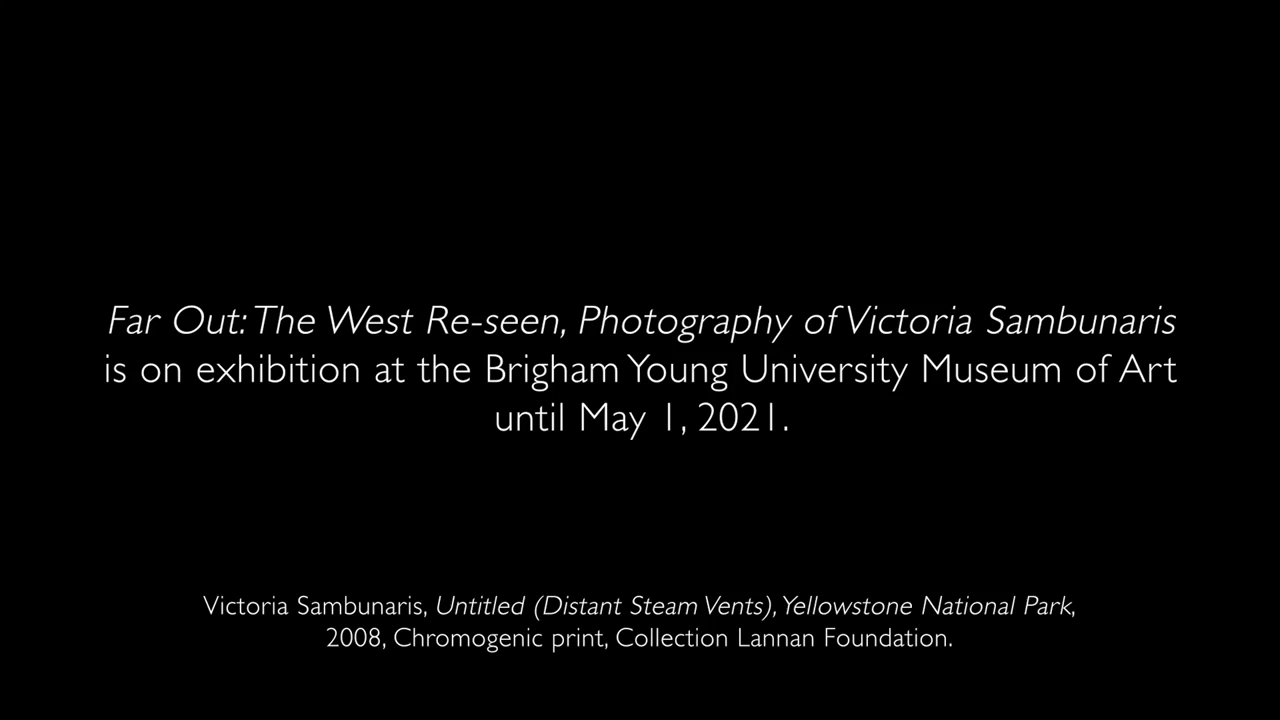 Far Out: The West Re-seen, Photography of Victoria Sambunaris
is on exhibition at the Brigham Young University Museum of Art
until May 1, 2021.
Victoria Sambunaris, Untitled (Distant Steam Vents), Yellowstone National Park,
2008, Chromogenic print, Collection Lannan Foundation.